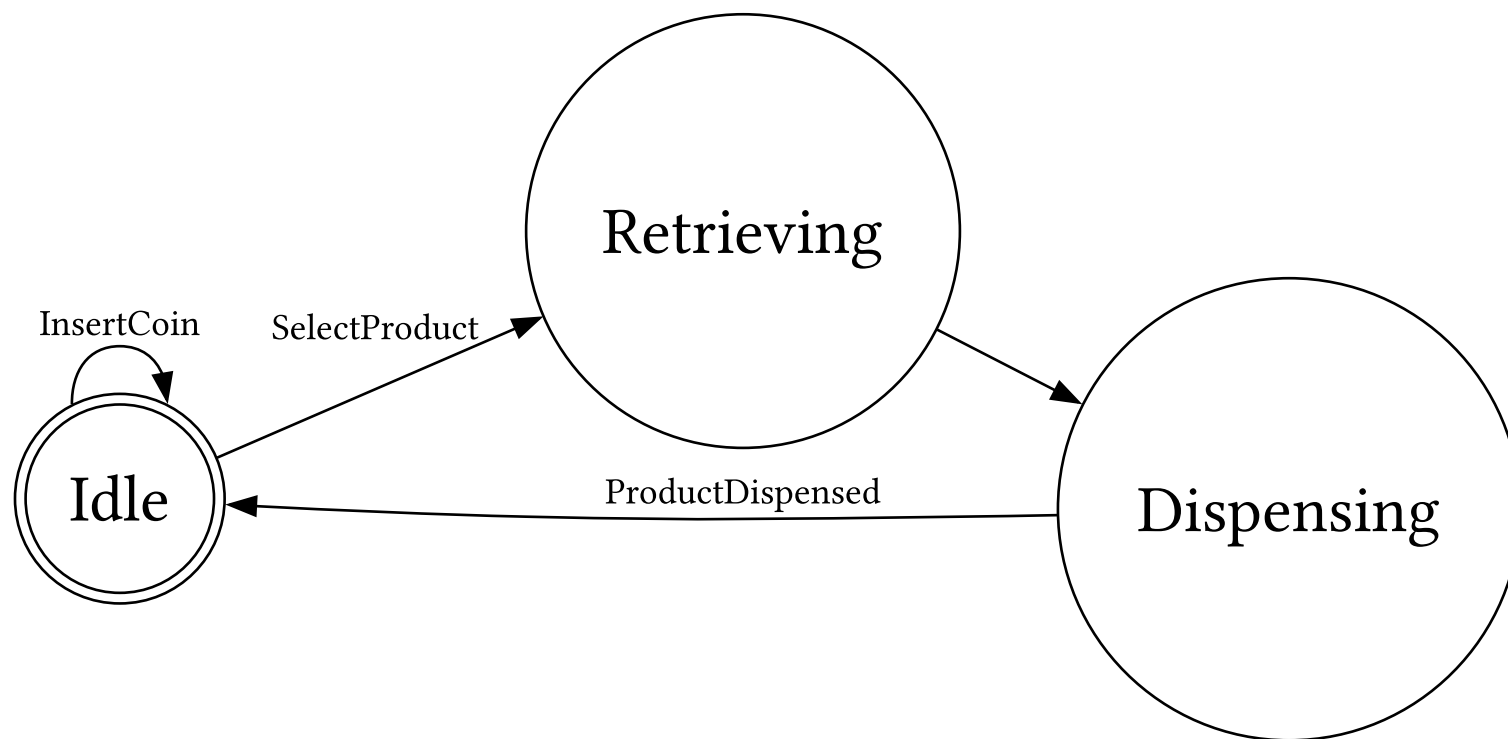 Retrieving
InsertCoin
SelectProduct
ProductDispensed
Idle
Dispensing